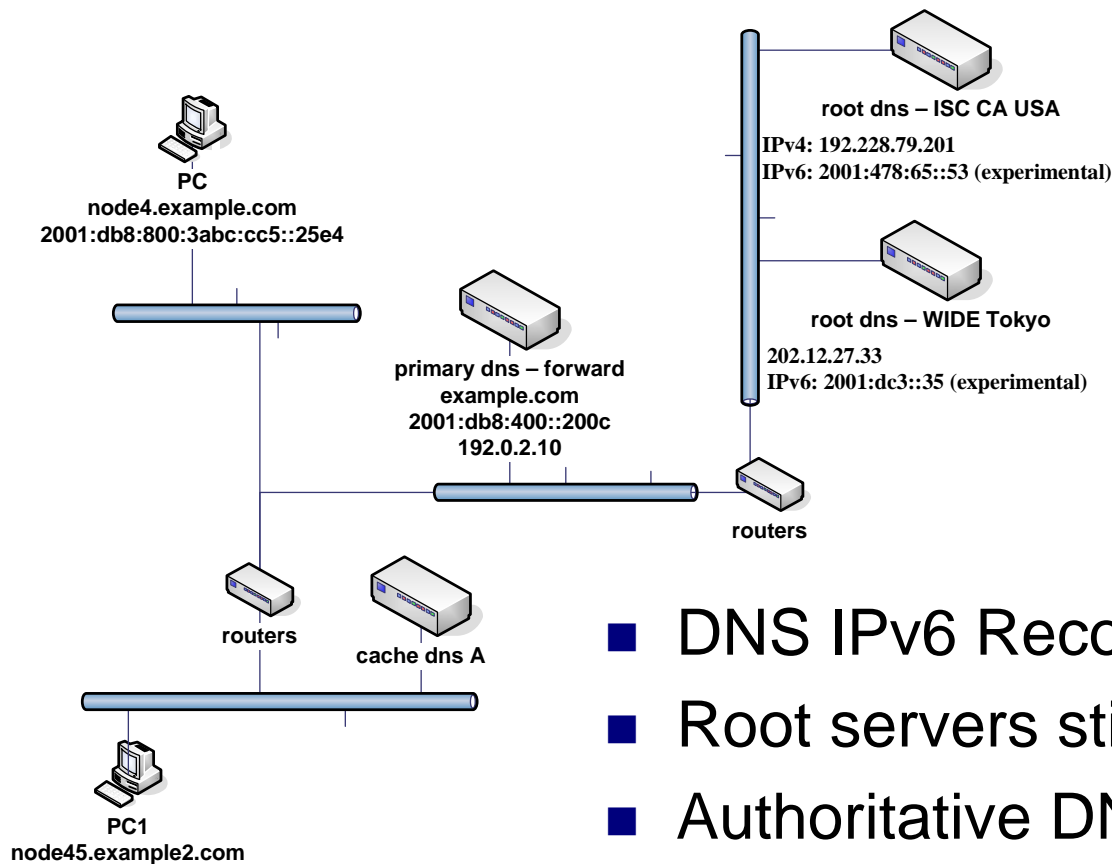 root dns – ISC CA USA
IPv4: 192.228.79.201
IPv6: 2001:478:65::53 (experimental)
PC
node4.example.com
2001:db8:800:3abc:cc5::25e4
root dns – WIDE Tokyo
202.12.27.33
IPv6: 2001:dc3::35 (experimental)
primary dns – forward
example.com
2001:db8:400::200c
192.0.2.10
routers
routers
cache dns A
PC1
node45.example2.com
DNS IPv6
Root servers
Authoritative